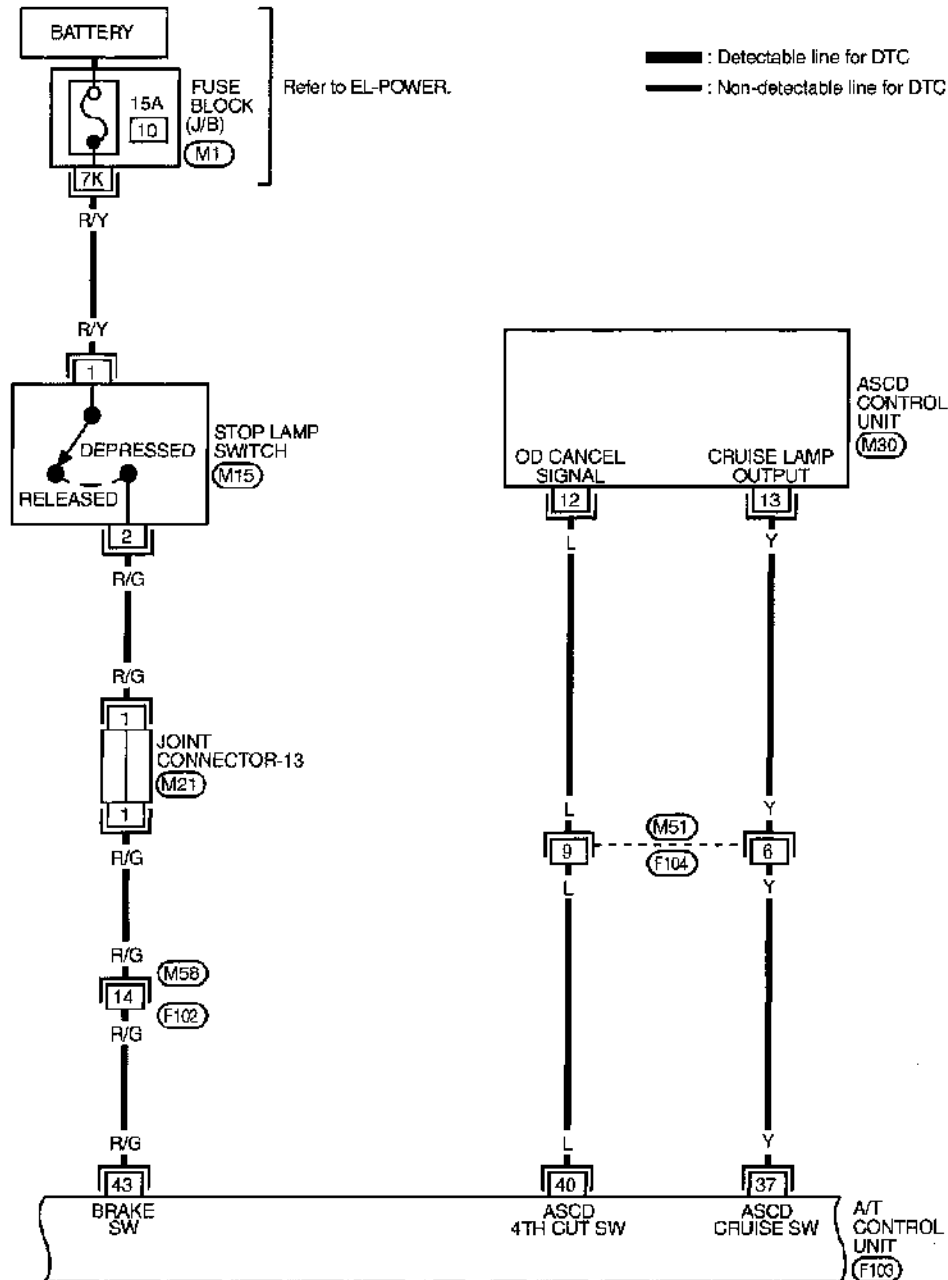 BATTERY
FUSE
BLOCK
(J/B)
M1
15A
10
7K
Refer to EL-POWER.
: Detectable line for DTC
: Non-detectable line for DTC
R/Y
R/Y
1
DEPRESSED
RELEASED
2
STOP LAMP
SWITCH
M15
R/G
R/G
1
JOINT
CONNECTOR-13
M21
1
R/G
R/G
M58
14
F102
R/G
R/G
43
BRAKE
SW
ASCD
CONTROL
UNIT
M30
OD CANCEL
SIGNAL
12
CRUISE LAMP
OUTPUT
13
L
Y
L
Y
9
M51
F104
6
L
Y
L
Y
40
ASCD
4TH CUT SW
37
ASCD
CRUISE SW
A/T
CONTROL
UNIT
F103